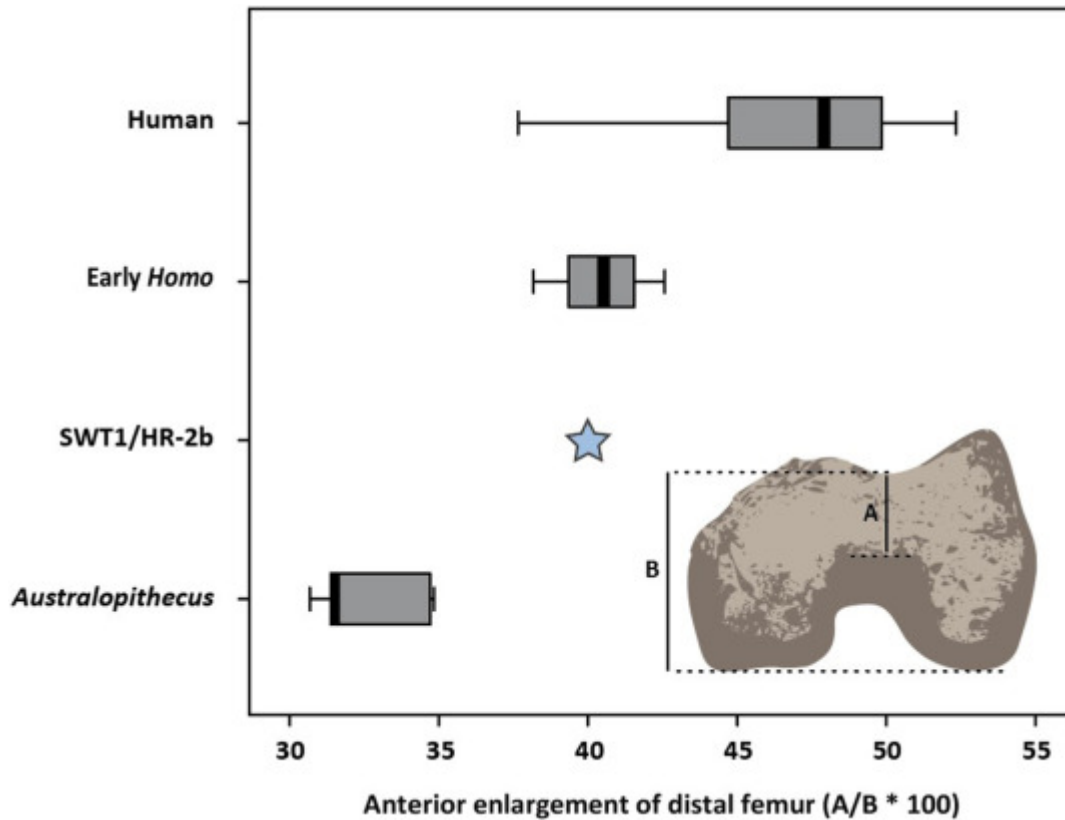 Human
Early Homo
SWT1/HR-2b
Australopithecus
A
B
30 35 40 45 50 55
Anterior enlargement of distal femur (A/B * 100)